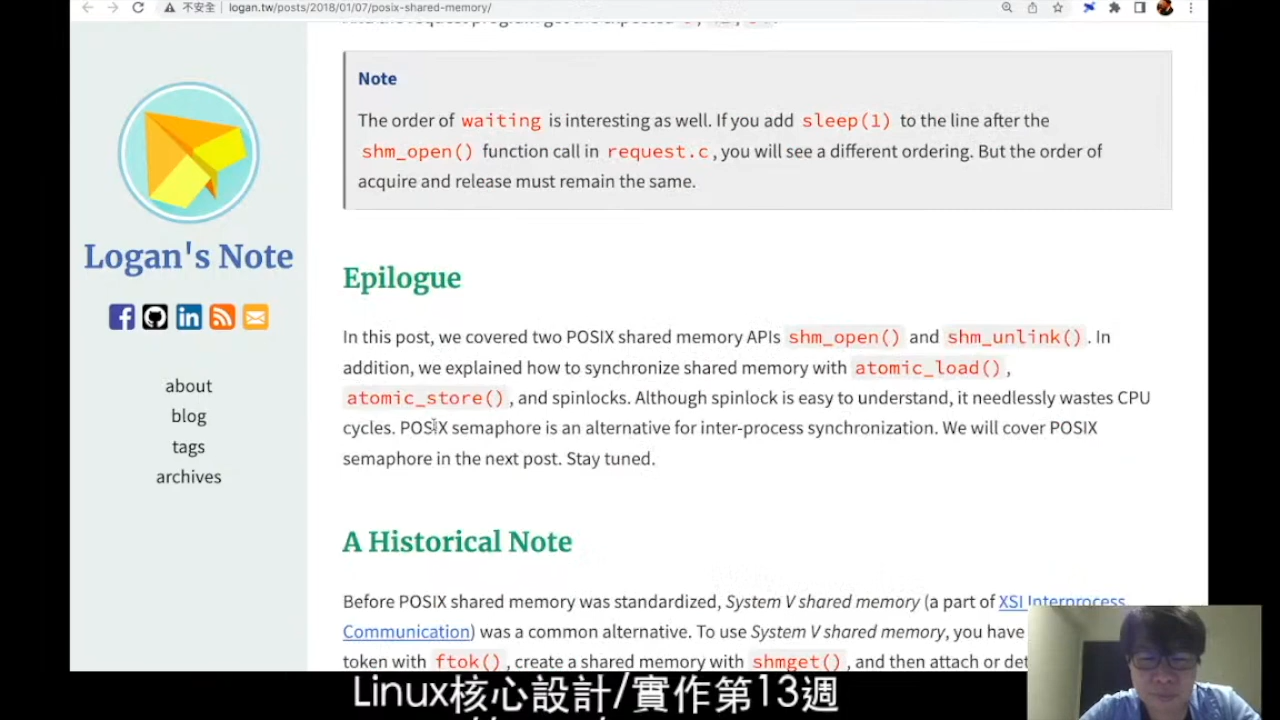 不安全 logan.tw/posts/2018/01/07/posix-shared-memory/
Note
The order of waiting is interesting as well. If you add sleep(1) to the line after the
shm_open() function call in request.c, you will see a different ordering. But the order of
acquire and release must remain the same.
Logan's Note
about
blog
tags
archives
Epilogue
In this post, we covered two POSIX shared memory APIs shm_open() and shm_unlink(). In
addition, we explained how to synchronize shared memory with atomic_load(),
atomic_store(), and spinlocks. Although spinlock is easy to understand, it needlessly wastes CPU
cycles. POSIX semaphore is an alternative for inter-process synchronization. We will cover POSIX
semaphore in the next post. Stay tuned.
A Historical Note
Before POSIX shared memory was standardized, System V shared memory (a part of XSI Interprocess
Communication) was a common alternative. To use System V shared memory, you have
token with ftok(), create a shared memory with shmget(), and then attach or
Linux核心設計/實作第13週